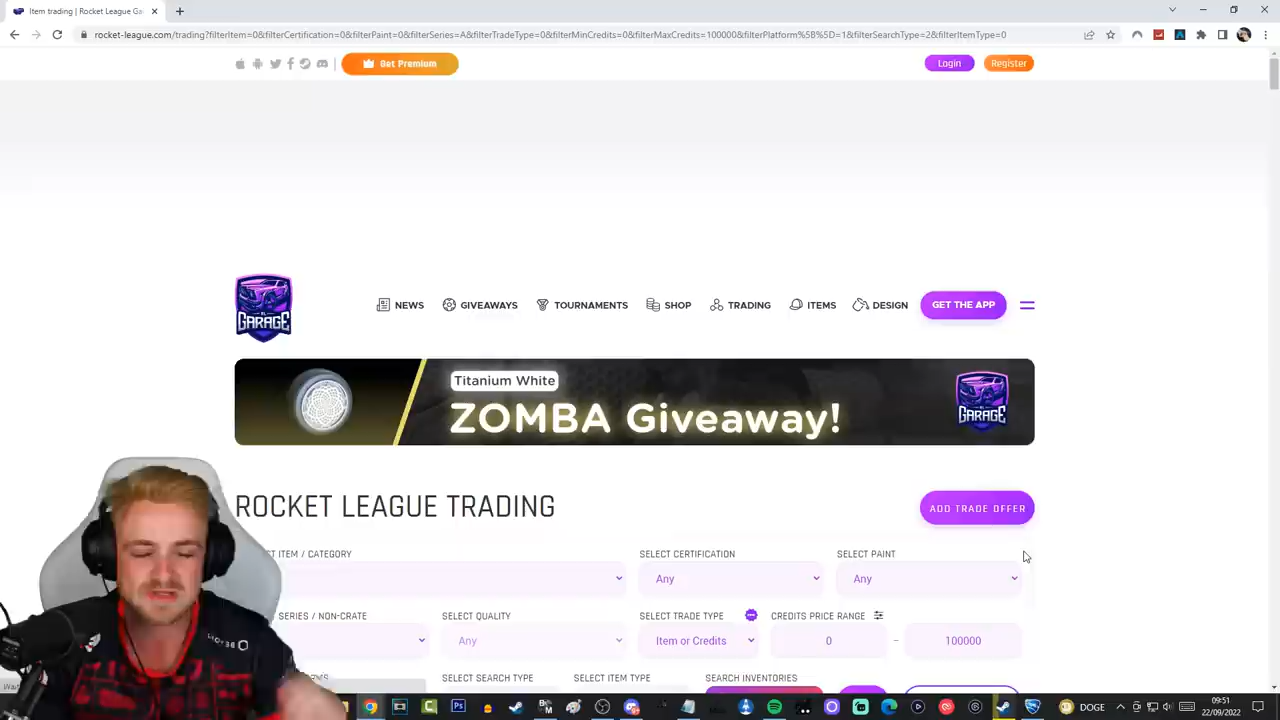 Item trading | Rocket League Ga
rocket-league.com/trading?filterItem=0&filterCertification=0&filterPaint=0&filterSeries=A&filterTradeType=0&filterMinCredits=0&filterMaxCredits=100000&filterPlatform%5B%5D=1&filterSearchType=2&filterItemType=0
Get Premium
Login
Register
GARAGE
NEWS
GIVEAWAYS
TOURNAMENTS
SHOP
TRADING
ITEMS
DESIGN
GET THE APP
Titanium White
ZOMBA Giveaway!
GARAGE
ROCKET LEAGUE TRADING
ADD TRADE OFFER
ITEM / CATEGORY
SELECT CERTIFICATION
SELECT PAINT
Any
Any
SERIES / NON-CRATE
SELECT QUALITY
SELECT TRADE TYPE
CREDITS PRICE RANGE
Any
Item or Credits
0
–
100000
SELECT SEARCH TYPE
SELECT ITEM TYPE
SEARCH INVENTORIES
DOGE
09:51
22/09/2022